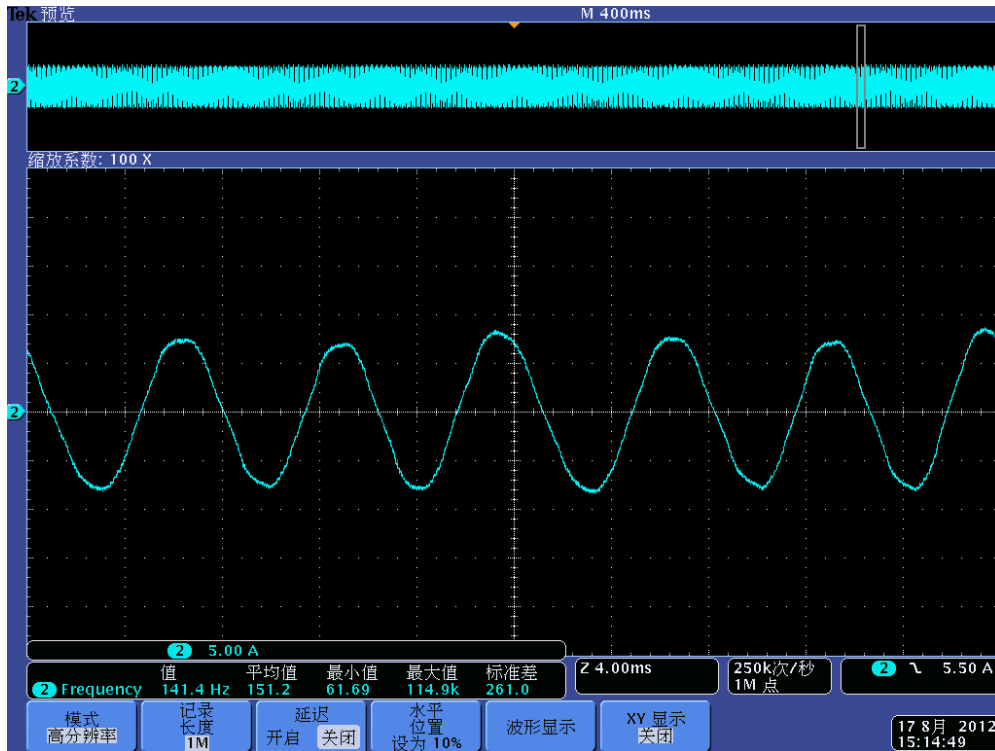 Tek 预览 M 400ms
2
缩放系数: 100 X
2
2 5.00 A
值 平均值 最小值 最大值 标准差
2 Frequency 141.4 Hz 151.2 61.69 114.9k 261.0
Z 4.00ms
250k次/秒
1M 点
2 5.50 A
模式
高分辨率
记录
长度
1M
延迟
开启 关闭
水平
位置
设为 10%
波形显示
XY 显示
关闭
17 8月 2012
15:14:49